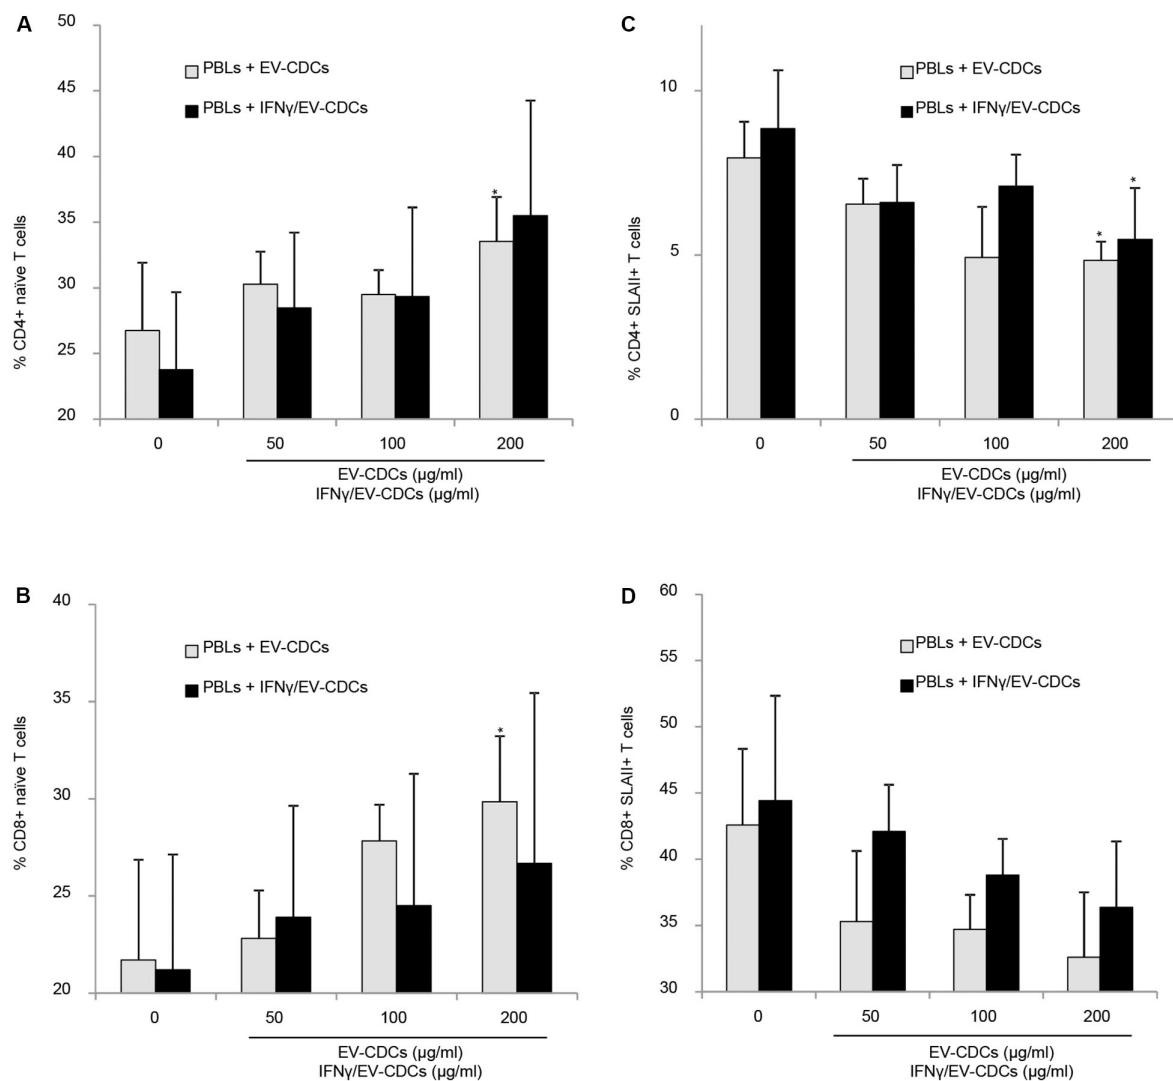 A
50
45
40
35
30
25
20
% CD4+ naïve T cells
PBLs + EV-CDCs
PBLs + IFNγ/EV-CDCs
*
0 50 100 200
EV-CDCs (µg/ml)
IFNγ/EV-CDCs (µg/ml)
C
10
5
0
% CD4+ SLAII+ T cells
PBLs + EV-CDCs
PBLs + IFNγ/EV-CDCs
* *
0 50 100 200
EV-CDCs (µg/ml)
IFNγ/EV-CDCs (µg/ml)
B
40
35
30
25
20
% CD8+ naïve T cells
PBLs + EV-CDCs
PBLs + IFNγ/EV-CDCs
*
0 50 100 200
EV-CDCs (µg/ml)
IFNγ/EV-CDCs (µg/ml)
D
60
55
50
45
40
35
30
% CD8+ SLAII+ T cells
PBLs + EV-CDCs
PBLs + IFNγ/EV-CDCs
0 50 100 200
EV-CDCs (µg/ml)
IFNγ/EV-CDCs (µg/ml)